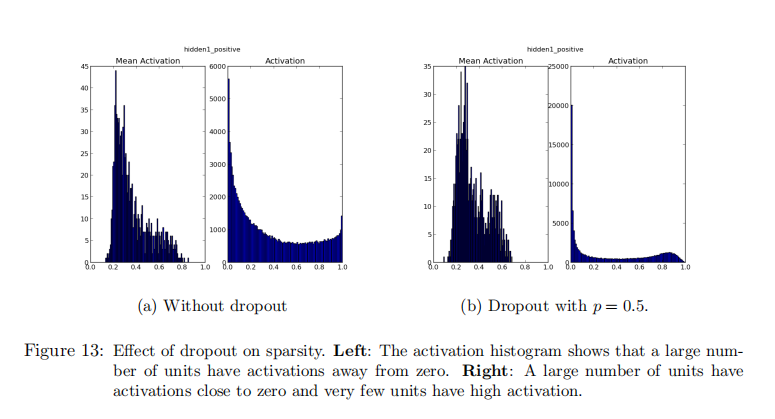 hidden1_positive
Mean Activation
Activation
45
40
35
30
25
20
15
10
5
0
0.0 0.2 0.4 0.6 0.8 1.0
6000
5000
4000
3000
2000
1000
0
0.0 0.2 0.4 0.6 0.8 1.0
(a) Without dropout
hidden1_positive
Mean Activation
Activation
35
30
25
20
15
10
5
0
0.0 0.2 0.4 0.6 0.8 1.0
25000
20000
15000
10000
5000
0
0.0 0.2 0.4 0.6 0.8 1.0
(b) Dropout with p = 0.5.
Figure 13: Effect of dropout on sparsity. Left: The activation histogram shows that a large num-
ber of units have activations away from zero. Right: A large number of units have
activations close to zero and very few units have high activation.